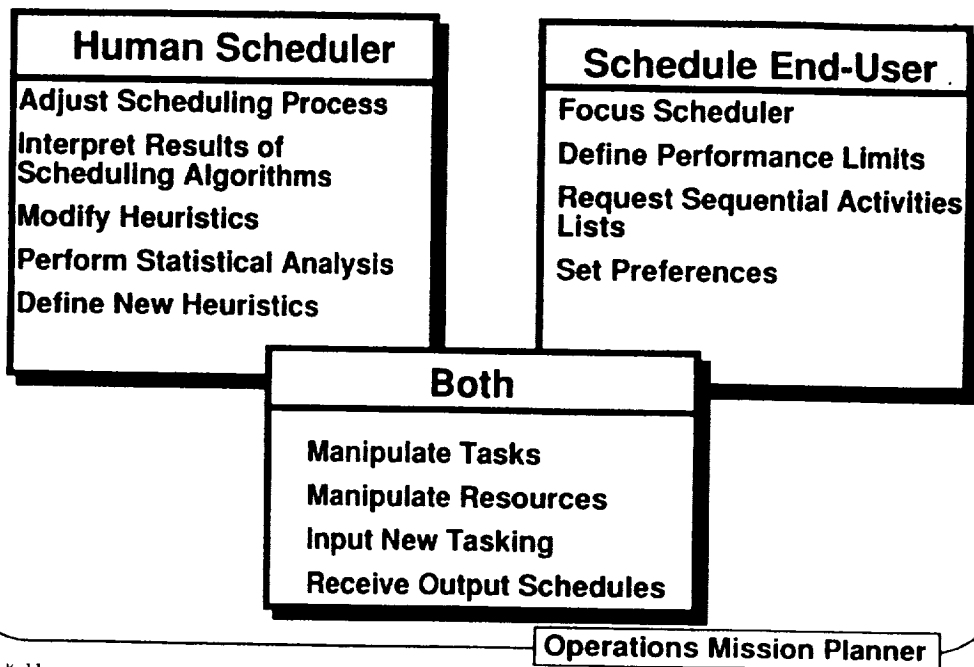 Human Scheduler
Adjust Scheduling Process
Interpret Results of
Scheduling Algorithms
Modify Heuristics
Perform Statistical Analysis
Define New Heuristics
Schedule End-User
Focus Scheduler
Define Performance Limits
Request Sequential Activities
Lists
Set Preferences
Both
Manipulate Tasks
Manipulate Resources
Input New Tasking
Receive Output Schedules
Operations Mission Planner